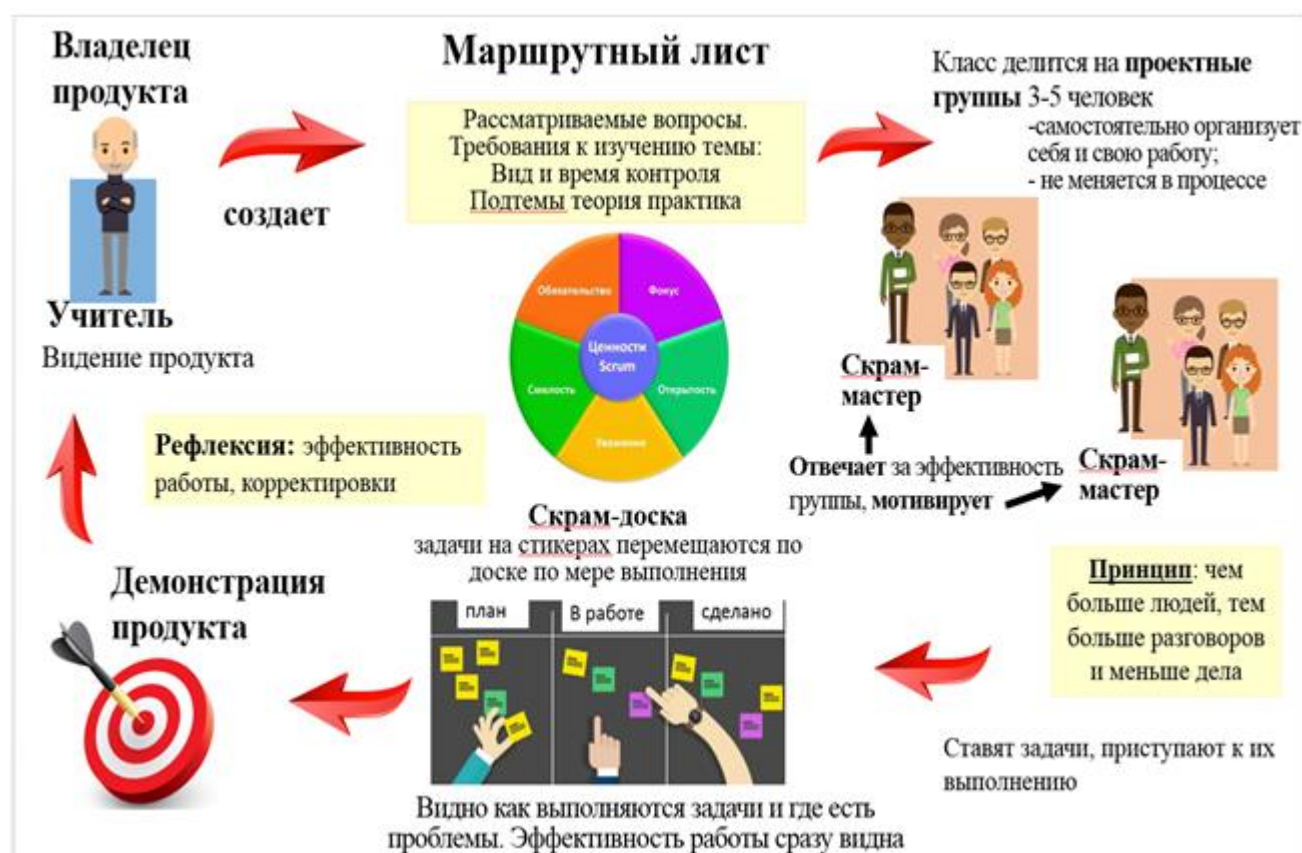 Владелец
продукта
Учитель
Видение продукта
создает
Маршрутный лист
Рассматриваемые вопросы.
Требования к изучению темы:
Вид и время контроля
Подтемы теория практика
Класс делится на проектные
группы 3-5 человек
-самостоятельно организует
себя и свою работу;
- не меняется в процессе
Обязательство
Фокус
Ценности
Scrum
Смелость
Открытость
Уважение
Скрам-
мастер
Скрам-
мастер
Отвечает за эффективность
группы, мотивирует
Принцип: чем
больше людей, тем
больше разговоров
и меньше дела
Ставят задачи, приступают к их
выполнению
Скрам-доска
задачи на стикерах перемещаются по
доске по мере выполнения
план
В работе
сделано
Видно как выполняются задачи и где есть
проблемы. Эффективность работы сразу видна
Демонстрация
продукта
Рефлексия: эффективность
работы, корректировки